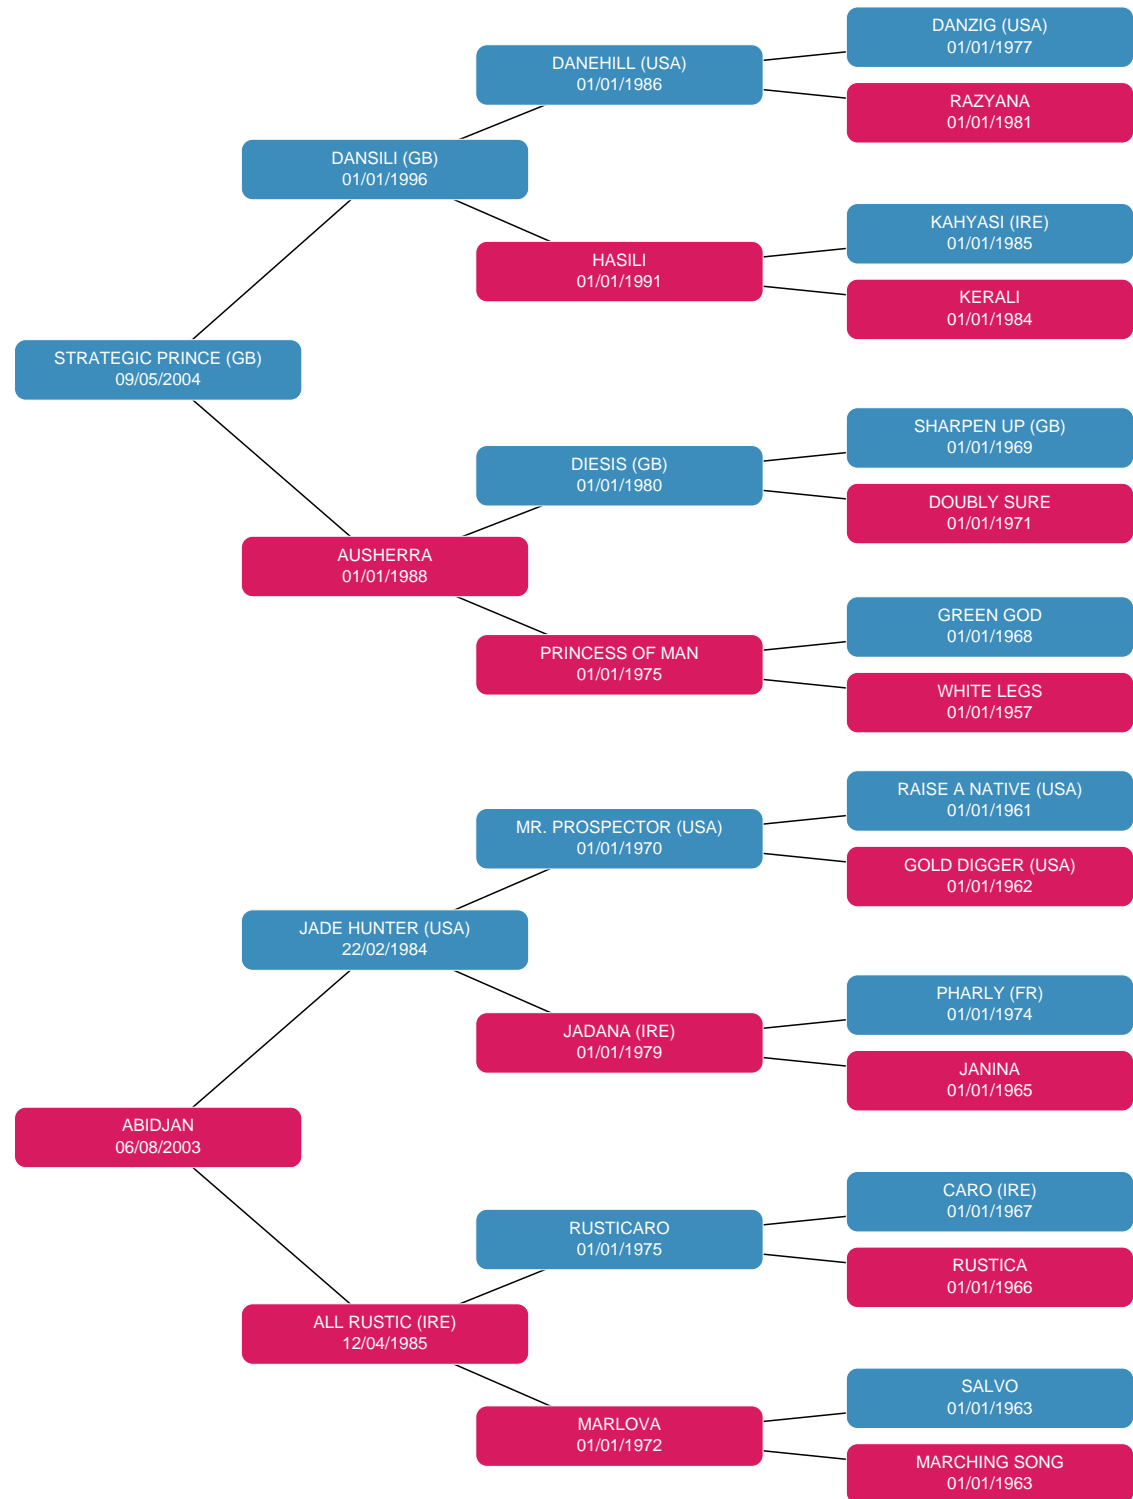 DANZIG (USA)
01/01/1977
DANEHILL (USA)
01/01/1986
RAZYANA
01/01/1981
DANSILI (GB)
01/01/1996
KAHYASI (IRE)
01/01/1985
HASILI
01/01/1991
KERALI
01/01/1984
STRATEGIC PRINCE (GB)
09/05/2004
SHARPEN UP (GB)
01/01/1969
DIESIS (GB)
01/01/1980
DOUBLY SURE
01/01/1971
AUSHERRA
01/01/1988
GREEN GOD
01/01/1968
PRINCESS OF MAN
01/01/1975
WHITE LEGS
01/01/1957
RAISE A NATIVE (USA)
01/01/1961
MR. PROSPECTOR (USA)
01/01/1970
GOLD DIGGER (USA)
01/01/1962
JADE HUNTER (USA)
22/02/1984
PHARLY (FR)
01/01/1974
JADANA (IRE)
01/01/1979
JANINA
01/01/1965
ABIDJAN
06/08/2003
CARO (IRE)
01/01/1967
RUSTICARO
01/01/1975
RUSTICA
01/01/1966
ALL RUSTIC (IRE)
12/04/1985
SALVO
01/01/1963
MARLOVA
01/01/1972
MARCHING SONG
01/01/1963